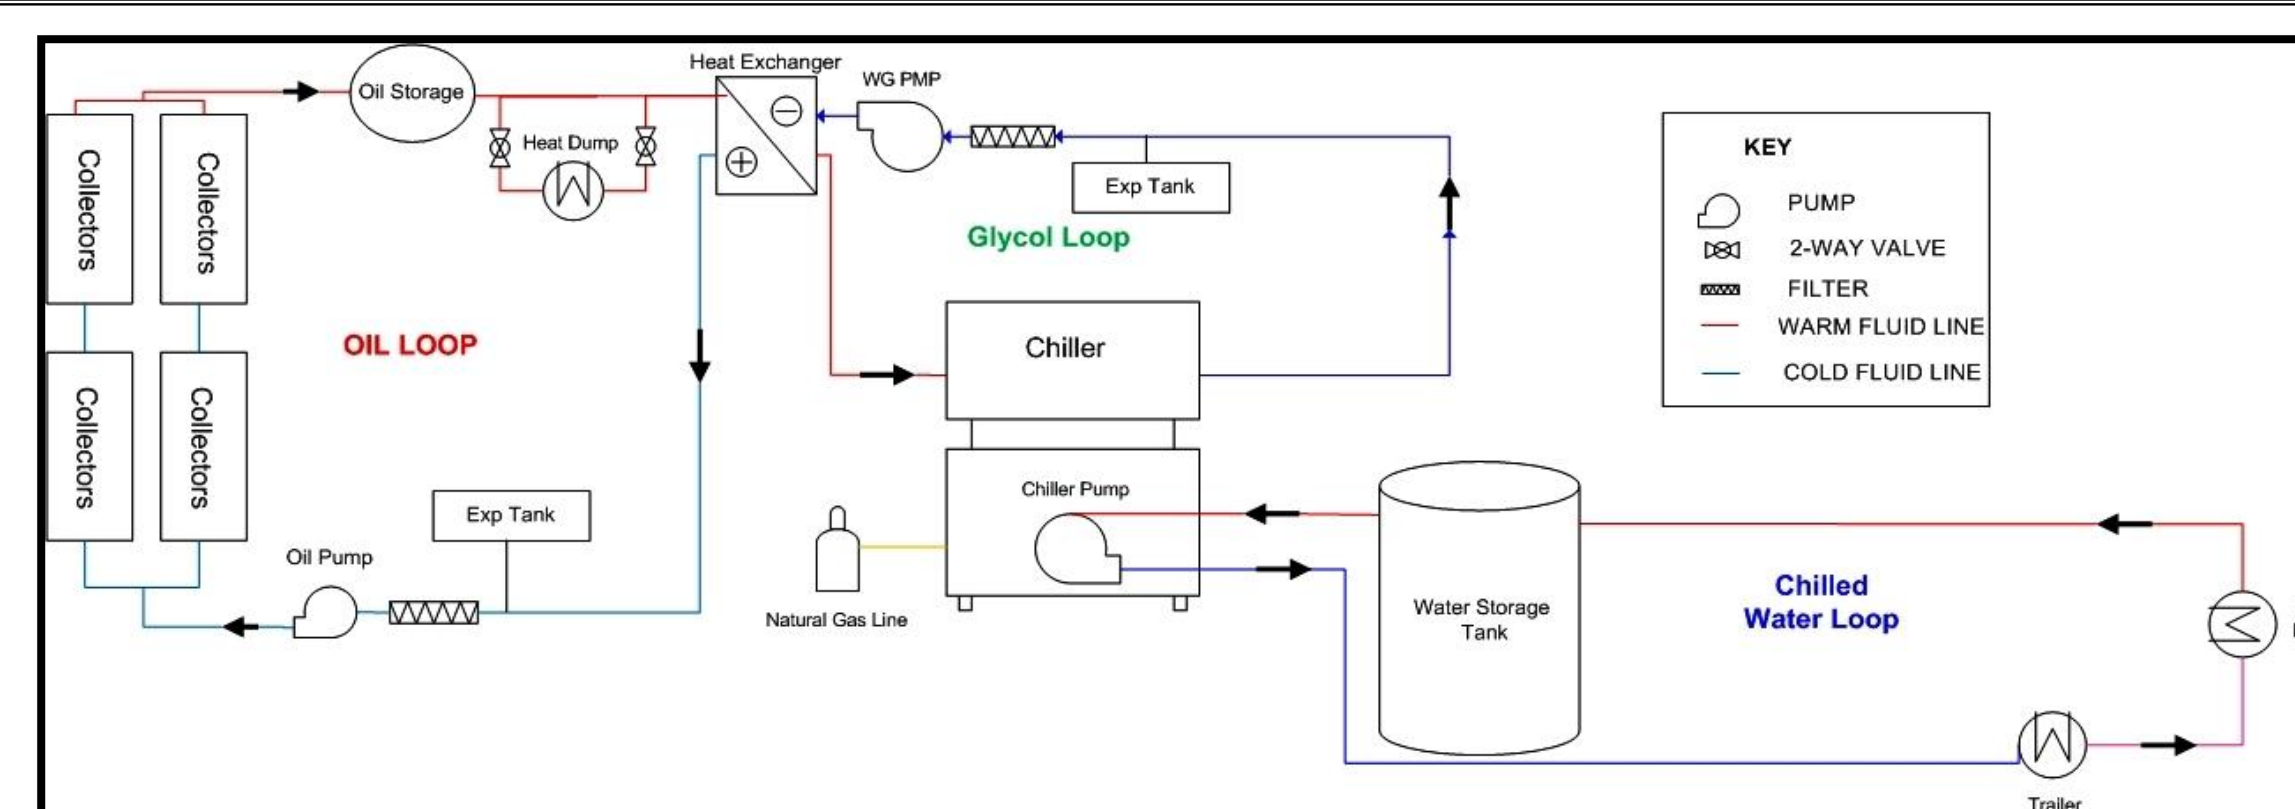 Heat Exchanger
WG PMP
Oil Storage
Heat Dump
Collectors
Collectors
Exp Tank
KEY
PUMP
2-WAY VALVE
FILTER
WARM FLUID LINE
COLD FLUID LINE
Glycol Loop
OIL LOOP
Chiller
Collectors
Collectors
Exp Tank
Oil Pump
Chiller Pump
Natural Gas Line
Water Storage
Tank
Chilled
Water Loop
Trailer